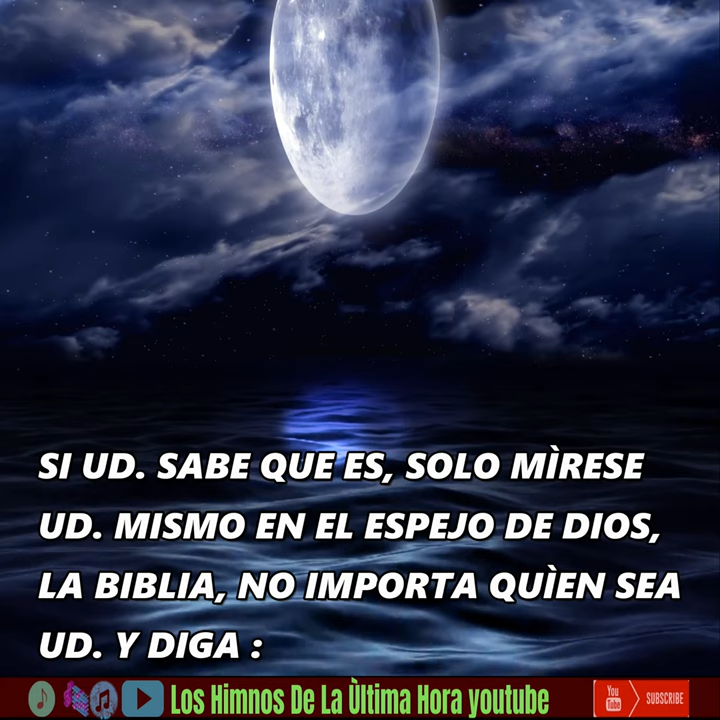 SI UD. SABE QUE ES, SOLO MÌRESE
UD. MISMO EN EL ESPEJO DE DIOS,
LA BIBLIA, NO IMPORTA QUÌEN SEA
UD. Y DIGA :
Los Himnos De La Ùltima Hora youtube
You
Tube
SUBSCRIBE